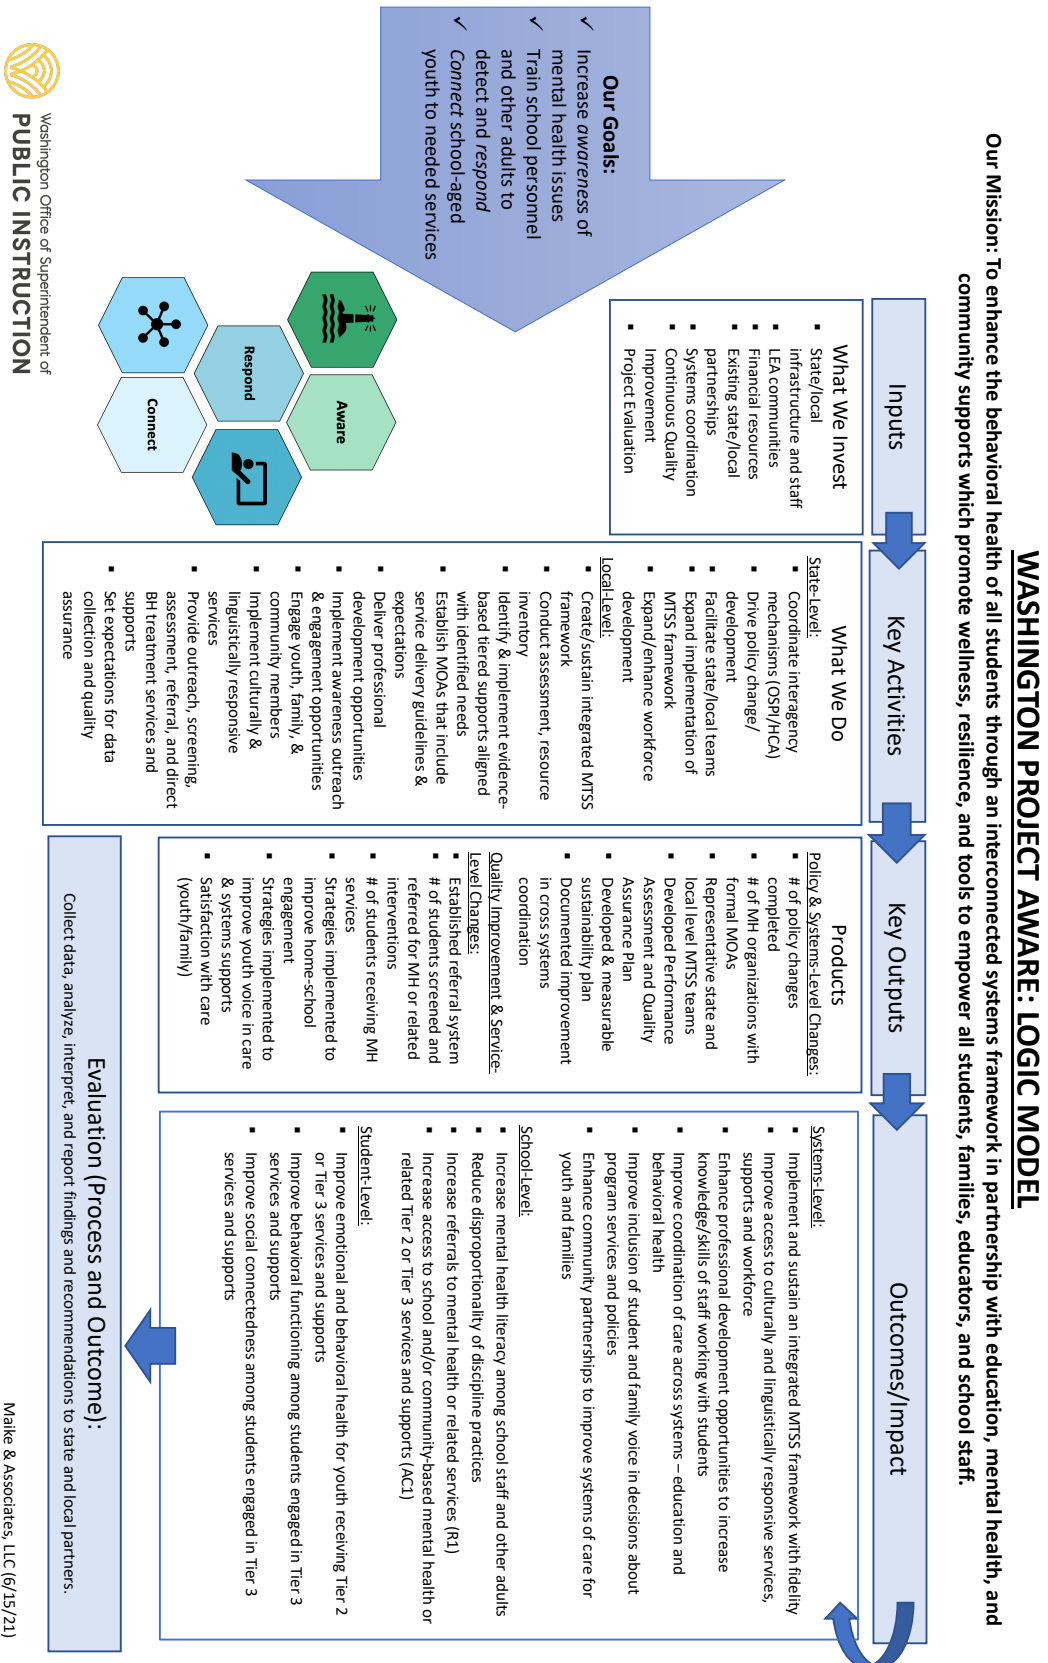 WASHINGTON PROJECT AWARE: LOGIC MODEL
Our Mission: To enhance the behavioral health of all students through an interconnected systems framework in partnership with education, mental health, and
community supports which promote wellness, resilience, and tools to empower all students, families, educators, and school staff.
Our Goals:
✓ Increase awareness of
mental health issues
✓ Train school personnel
and other adults to
detect and respond
✓ Connect school-aged
youth to needed services
Inputs
What We Invest
▪ State/local
infrastructure and staff
▪ LEA communities
▪ Financial resources
▪ Existing state/local
partnerships
▪ Systems coordination
▪ Continuous Quality
Improvement
▪ Project Evaluation
Aware
Respond
Connect
Key Activities
What We Do
State-Level:
▪ Coordinate interagency
mechanisms (OSPI/HCA)
▪ Drive policy change/
development
▪ Facilitate state/local teams
▪ Expand implementation of
MTSS framework
▪ Expand/enhance workforce
development
Local-Level:
▪ Create/sustain integrated MTSS
framework
▪ Conduct assessment, resource
inventory
▪ Identify & implement evidence-
based tiered supports aligned
with identified needs
▪ Establish MOAs that include
service delivery guidelines &
expectations
▪ Deliver professional
development opportunities
▪ Implement awareness outreach
& engagement opportunities
▪ Engage youth, family, &
community members
▪ Implement culturally &
linguistically responsive
services
▪ Provide outreach, screening,
assessment, referral, and direct
BH treatment services and
supports
▪ Set expectations for data
collection and quality
assurance
Key Outputs
Products
Policy & Systems-Level Changes:
▪ # of policy changes
completed
▪ # of MH organizations with
formal MOAs
▪ Representative state and
local level MTSS teams
▪ Developed Performance
Assessment and Quality
Assurance Plan
▪ Developed & measurable
sustainability plan
▪ Documented improvement
in cross systems
coordination
Quality Improvement & Service-
Level Changes:
▪ Established referral system
▪ # of students screened and
referred for MH or related
interventions
▪ # of students receiving MH
services
▪ Strategies implemented to
improve home-school
engagement
▪ Strategies implemented to
improve youth voice in care
& systems supports
▪ Satisfaction with care
(youth/family)
Outcomes/Impact
Systems-Level:
▪ Implement and sustain an integrated MTSS framework with fidelity
▪ Improve access to culturally and linguistically responsive services,
supports and workforce
▪ Enhance professional development opportunities to increase
knowledge/skills of staff working with students
▪ Improve coordination of care across systems – education and
behavioral health
▪ Improve inclusion of student and family voice in decisions about
program services and policies
▪ Enhance community partnerships to improve systems of care for
youth and families
School-Level:
▪ Increase mental health literacy among school staff and other adults
▪ Reduce disproportionality of discipline practices
▪ Increase referrals to mental health or related services (R1)
▪ Increase access to school and/or community-based mental health or
related Tier 2 or Tier 3 services and supports (AC1)
Student-Level:
▪ Improve emotional and behavioral health for youth receiving Tier 2
or Tier 3 services and supports
▪ Improve behavioral functioning among students engaged in Tier 3
services and supports
▪ Improve social connectedness among students engaged in Tier 3
services and supports
Evaluation (Process and Outcome):
Collect data, analyze, interpret, and report findings and recommendations to state and local partners.
Washington Office of Superintendent of
PUBLIC INSTRUCTION
Maike & Associates, LLC (6/15/21)